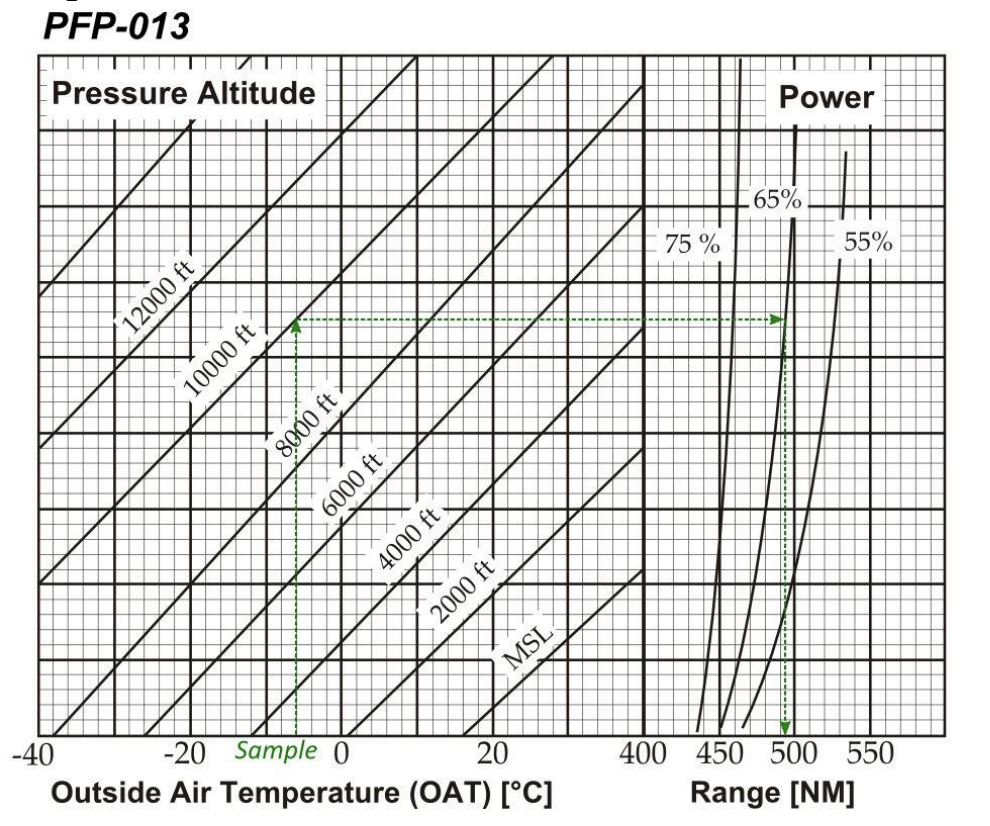 PFP-013
Pressure Altitude
Power
65%
75 %
55%
12000 ft
10000 ft
8000 ft
6000 ft
4000 ft
2000 ft
MSL
-40 -20 Sample 0 20 400 450 500 550
Outside Air Temperature (OAT) [°C] Range [NM]